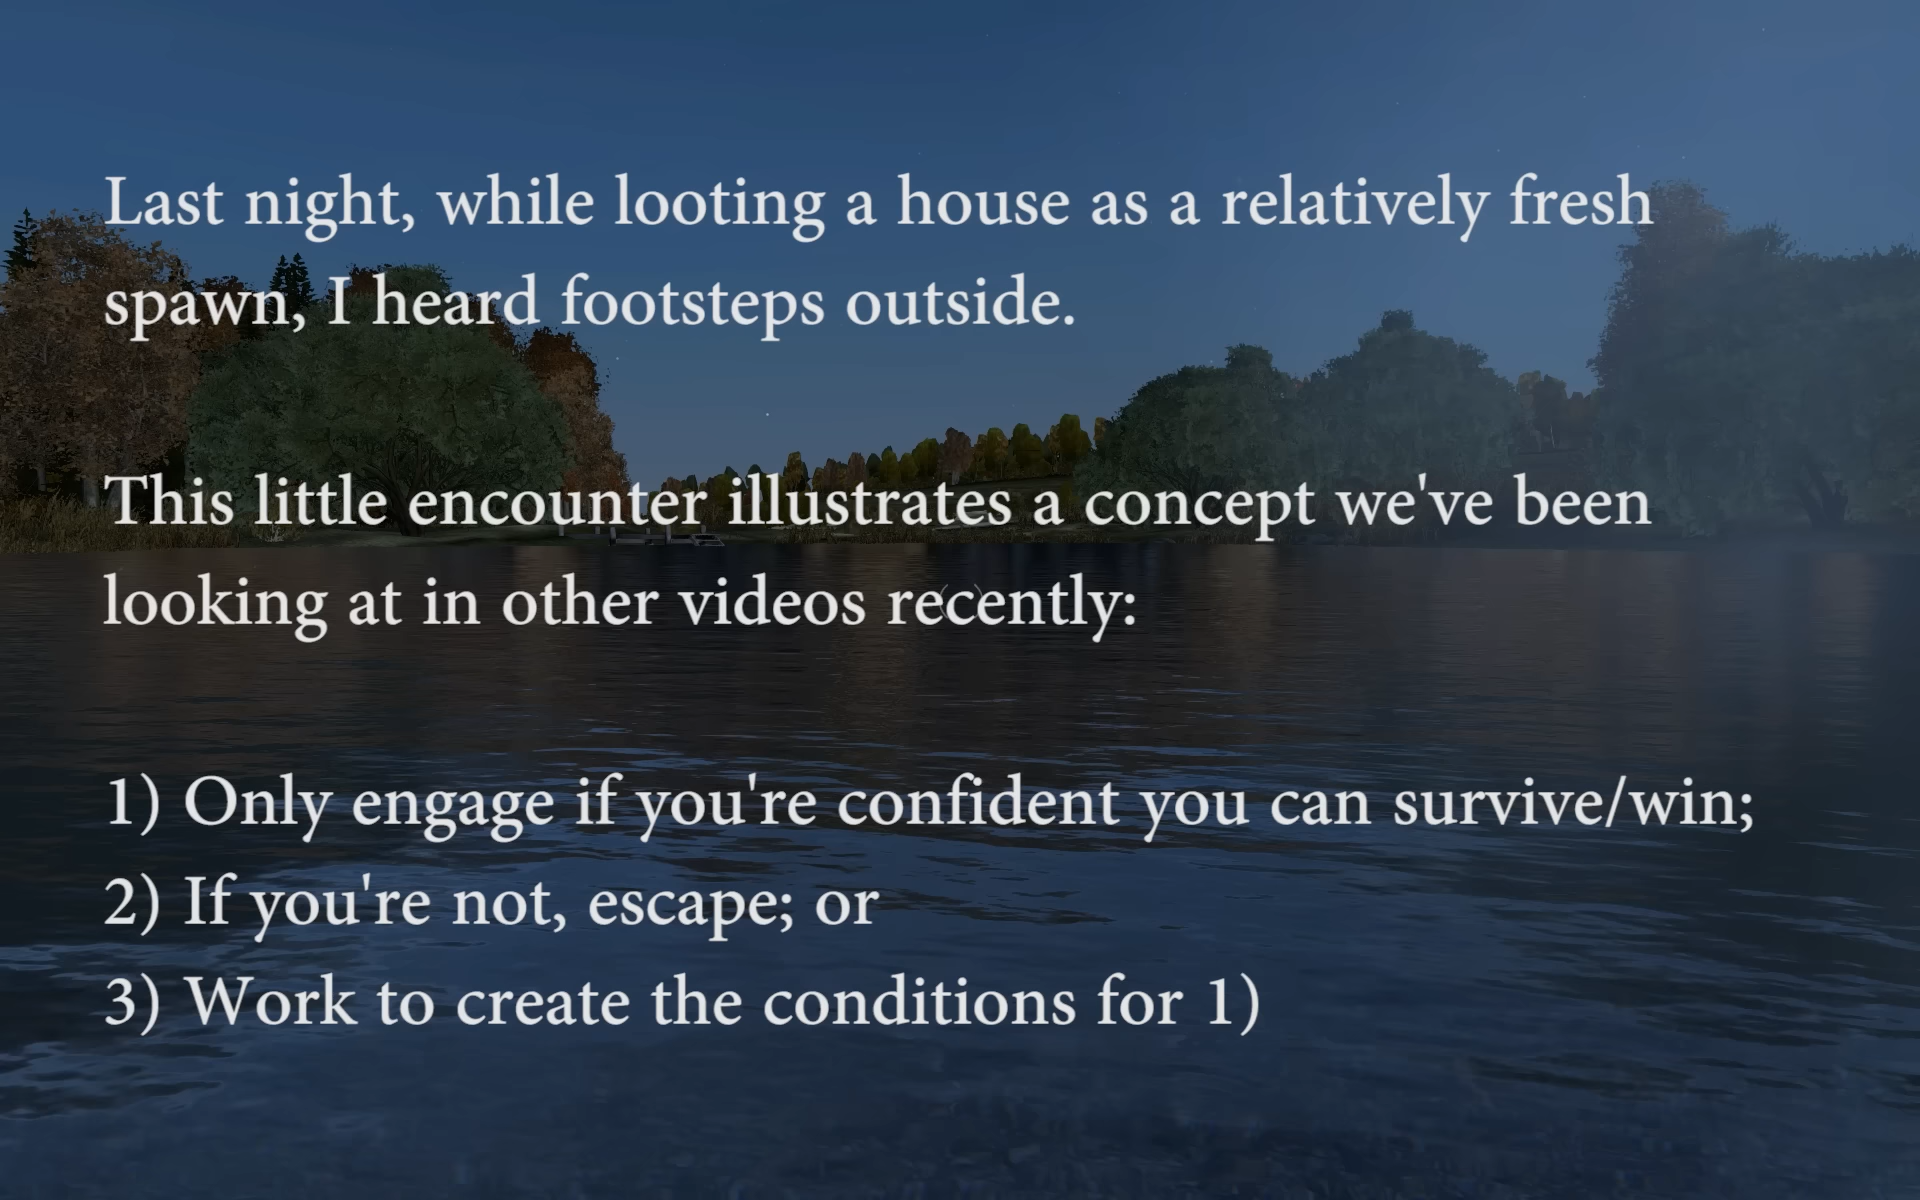 Last night, while looting a house as a relatively fresh
spawn, I heard footsteps outside.
This little encounter illustrates a concept we've been
looking at in other videos recently:
1) Only engage if you're confident you can survive/win;
2) If you're not, escape; or
3) Work to create the conditions for 1)